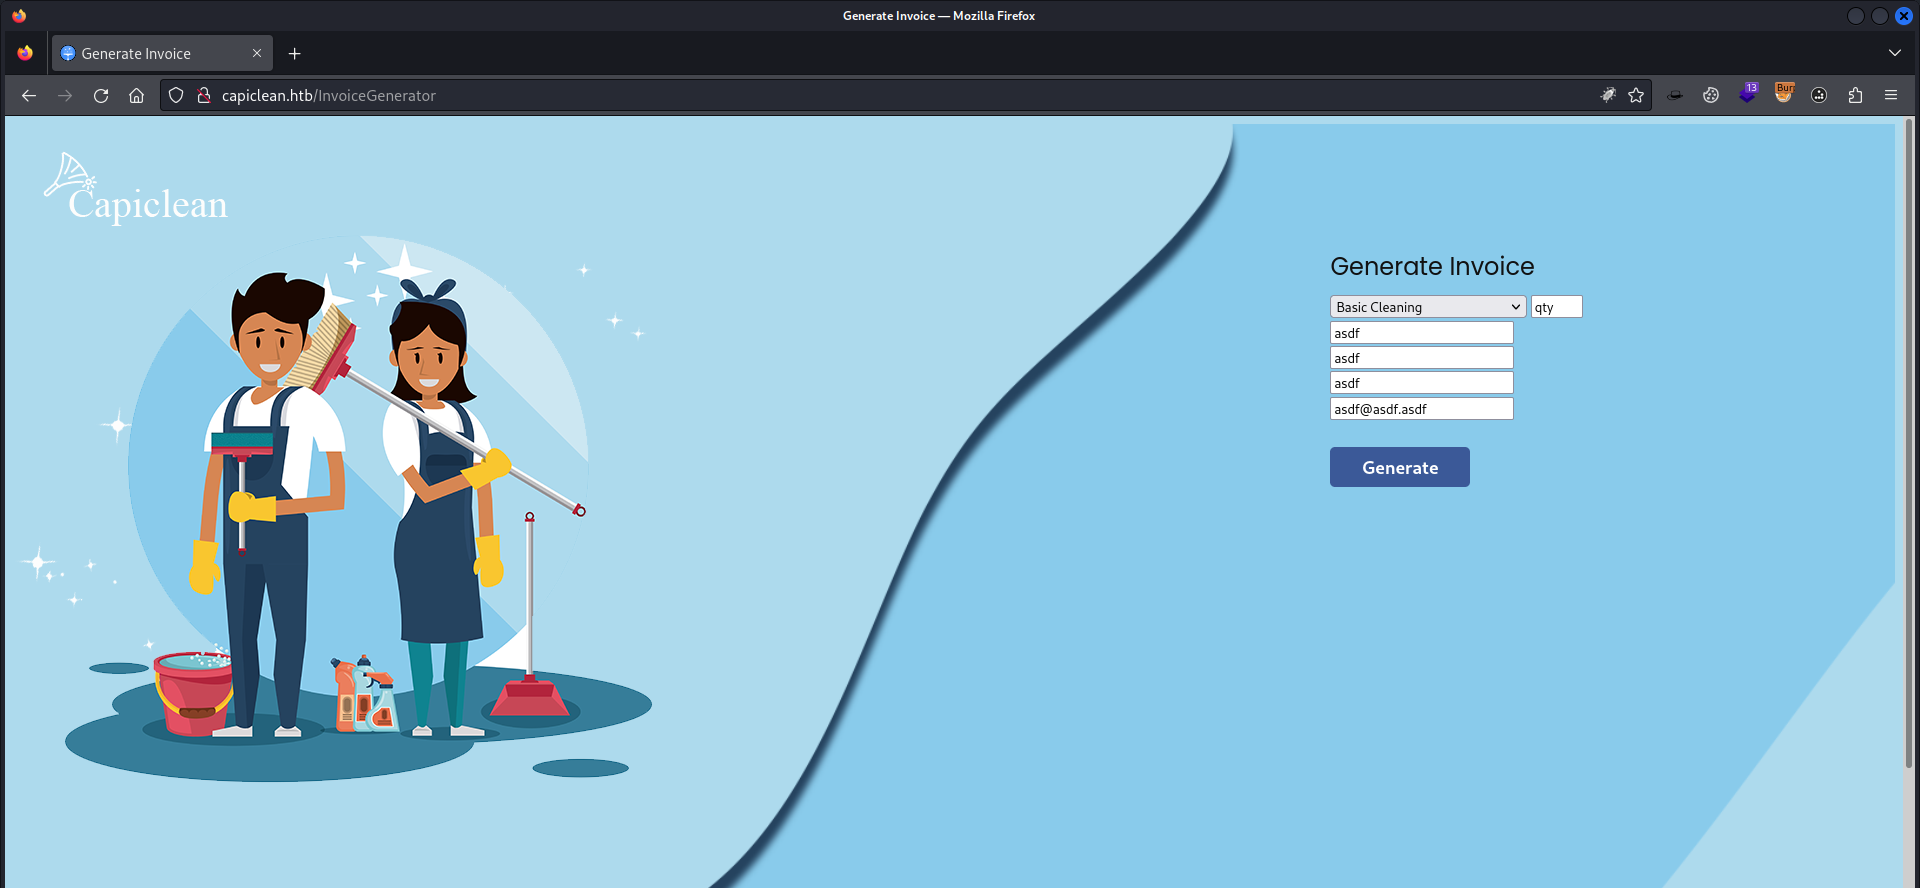 Generate Invoice — Mozilla Firefox
Generate Invoice
capiclean.htb/InvoiceGenerator
13
Bur
Capiclean
Generate Invoice
Basic Cleaning qty
asdf
asdf
asdf
asdf@asdf.asdf
Generate